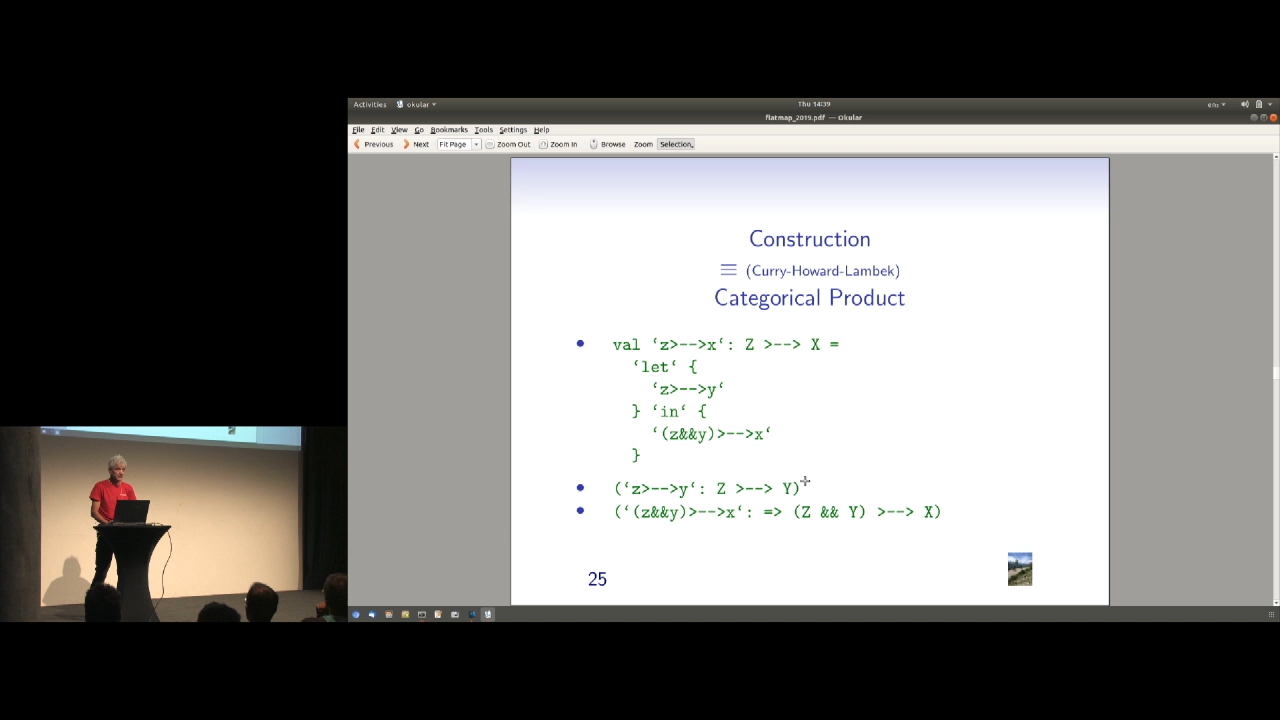 Activities okular Thu 14:39 en₂
flatmap_2019.pdf — Okular
File Edit View Go Bookmarks Tools Settings Help
Previous Next Fit Page Zoom Out Zoom In Browse Zoom Selection
Construction
≡ (Curry-Howard-Lambek)
Categorical Product
• val ‘z>-->x‘: Z >--> X =
‘let‘ {
‘z>-->y‘
} ‘in‘ {
‘(z&&y)>-->x‘
}
• (‘z>-->y‘: Z >--> Y)
• (‘(z&&y)>-->x‘: => (Z && Y) >--> X)
25